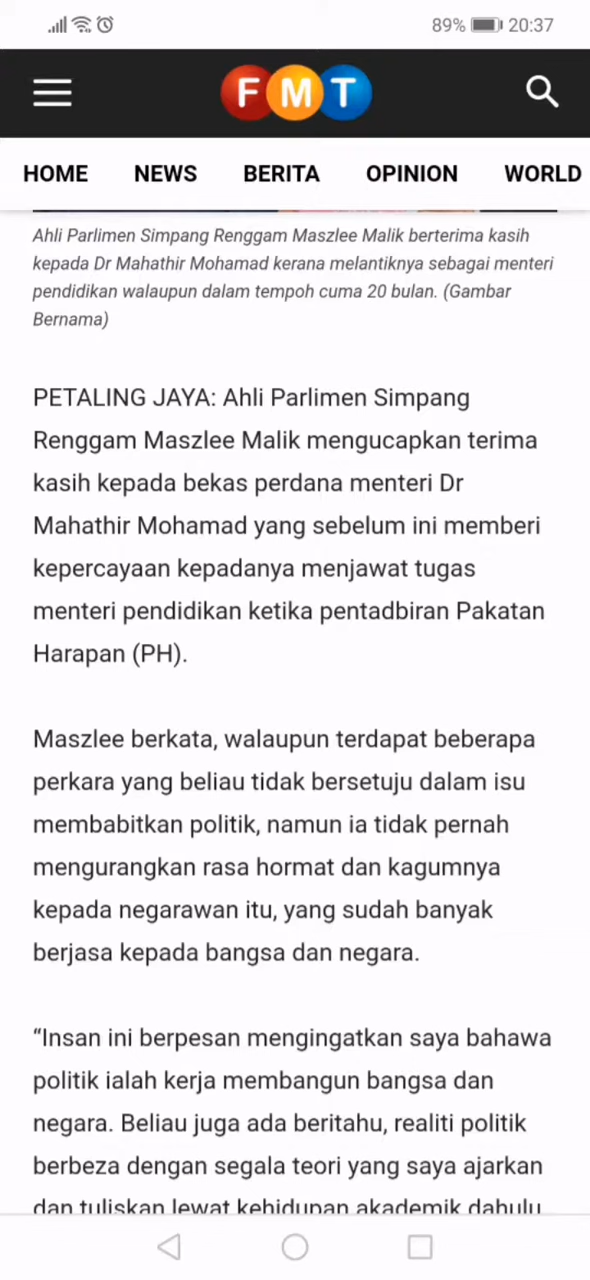 89% 20:37
FMT
HOME NEWS BERITA OPINION WORLD
Ahli Parlimen Simpang Renggam Maszlee Malik berterima kasih
kepada Dr Mahathir Mohamad kerana melantiknya sebagai menteri
pendidikan walaupun dalam tempoh cuma 20 bulan. (Gambar
Bernama)
PETALING JAYA: Ahli Parlimen Simpang
Renggam Maszlee Malik mengucapkan terima
kasih kepada bekas perdana menteri Dr
Mahathir Mohamad yang sebelum ini memberi
kepercayaan kepadanya menjawat tugas
menteri pendidikan ketika pentadbiran Pakatan
Harapan (PH).
Maszlee berkata, walaupun terdapat beberapa
perkara yang beliau tidak bersetuju dalam isu
membabitkan politik, namun ia tidak pernah
mengurangkan rasa hormat dan kagumnya
kepada negarawan itu, yang sudah banyak
berjasa kepada bangsa dan negara.
“Insan ini berpesan mengingatkan saya bahawa
politik ialah kerja membangun bangsa dan
negara. Beliau juga ada beritahu, realiti politik
berbeza dengan segala teori yang saya ajarkan
dan tuliskan lewat kehidupan akademik dahulu